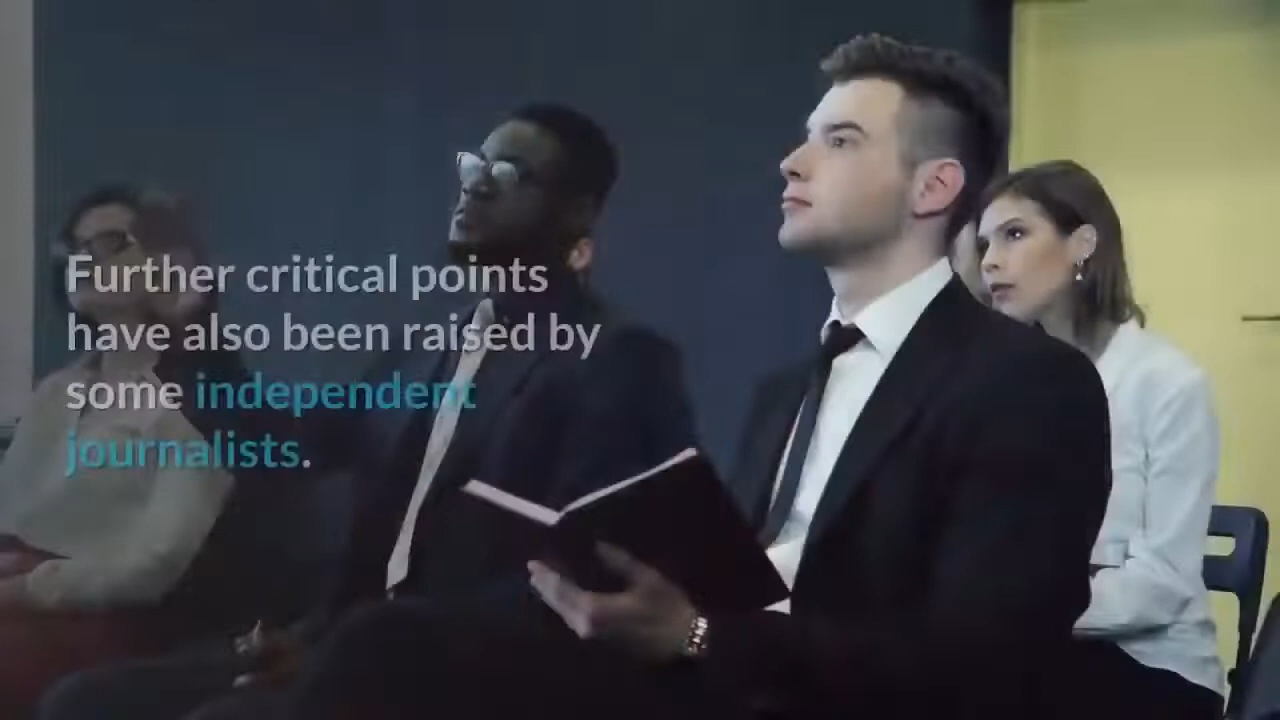 Further critical points
have also been raised by
some independent
journalists.